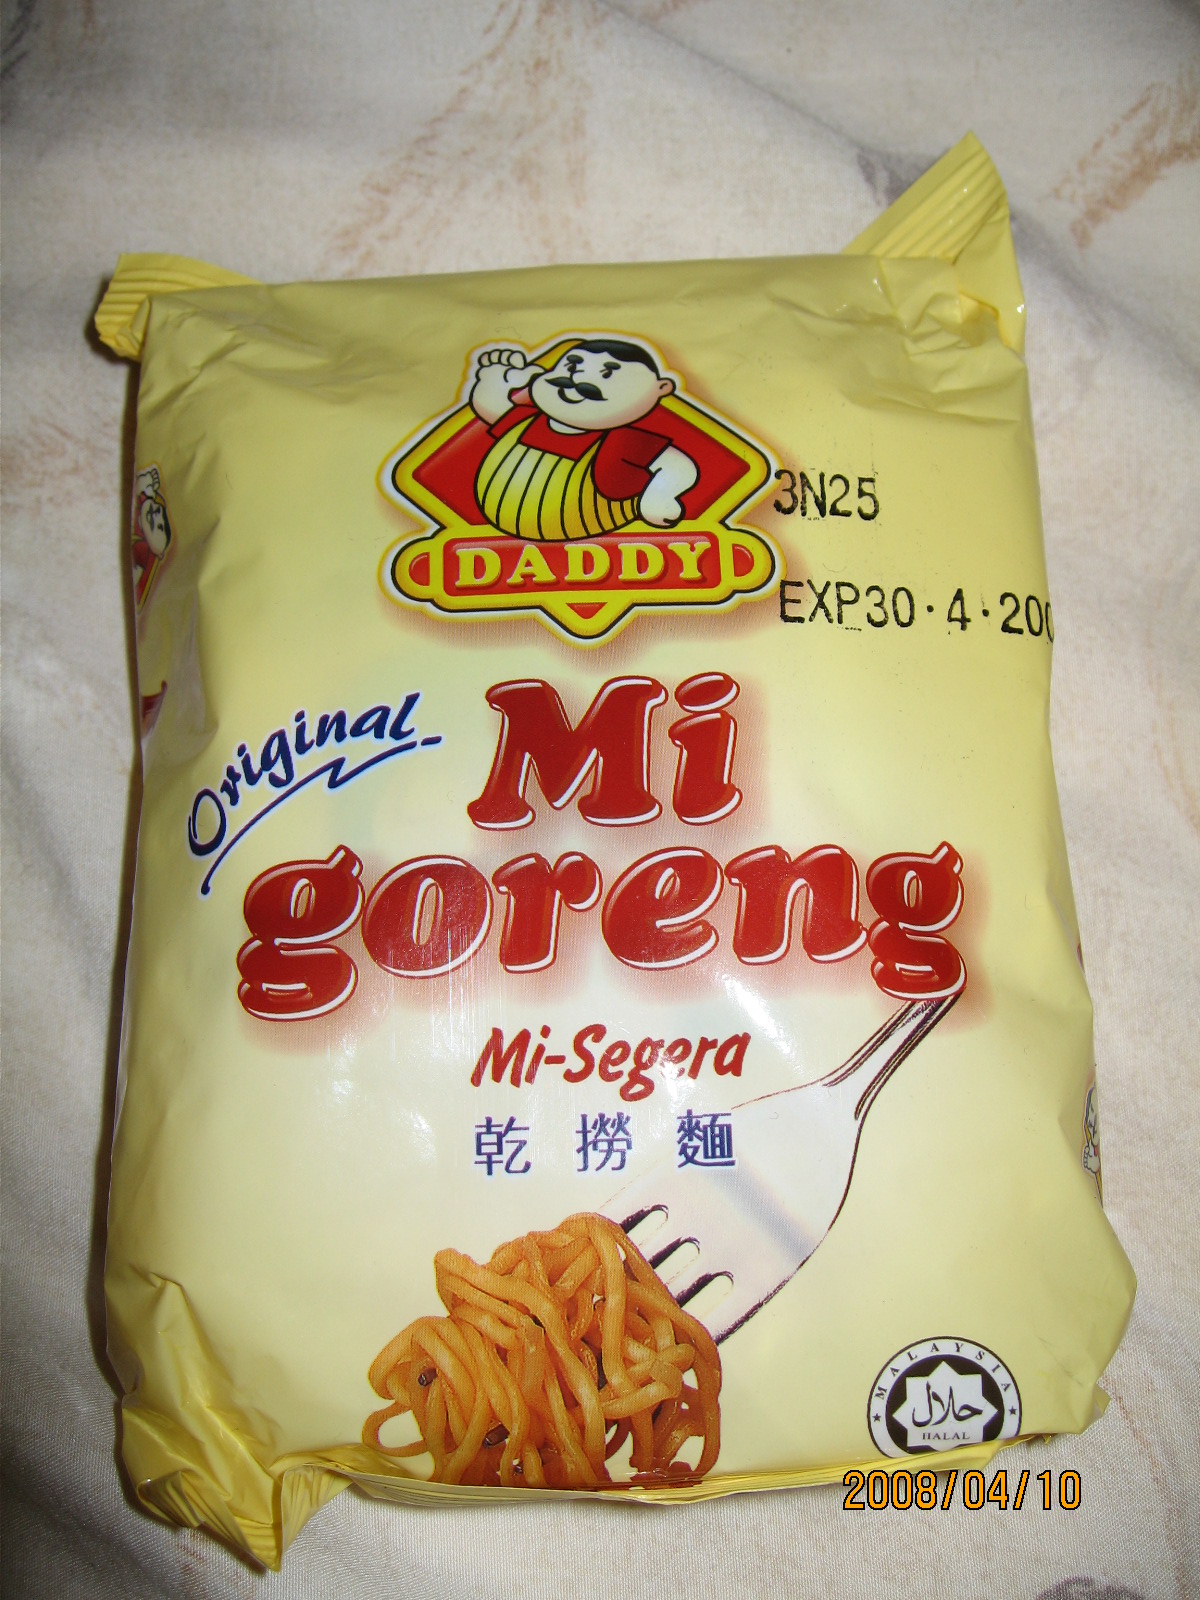 DADDY
3N25
EXP30·4·200
Original
Mi
goreng
Mi-Segera
乾撈麵
MALAYSIA
حلال
HALAL
2008/04/10